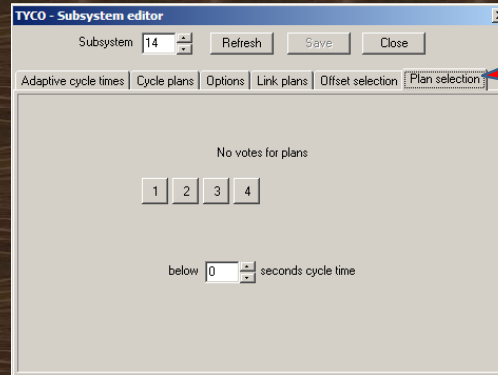 TYCO - Subsystem editor
Subsystem 14 Refresh Save Close
Adaptive cycle times Cycle plans Options Link plans Offset selection Plan selection
No votes for plans
1 2 3 4
below 0 seconds cycle time